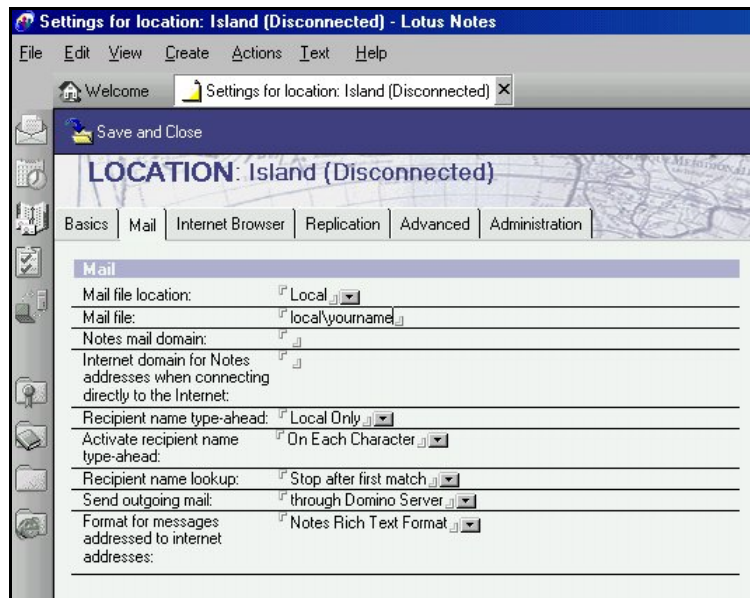 Settings for location: Island (Disconnected) - Lotus Notes
File Edit View Create Actions Text Help
Welcome Settings for location: Island (Disconnected)
Save and Close
LOCATION: Island (Disconnected)
Basics Mail Internet Browser Replication Advanced Administration
Mail
Mail file location: Local
Mail file: local\yourname
Notes mail domain:
Internet domain for Notes
addresses when connecting
directly to the Internet:
Recipient name type-ahead: Local Only
Activate recipient name On Each Character
type-ahead:
Recipient name lookup: Stop after first match
Send outgoing mail: through Domino Server
Format for messages Notes Rich Text Format
addressed to internet
addresses: